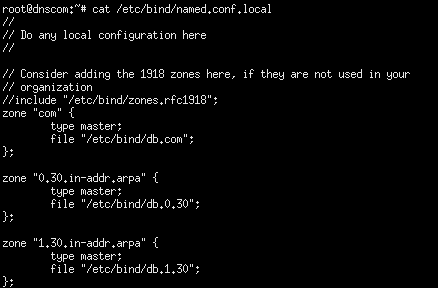 root@dnscom:~# cat /etc/bind/named.conf.local
//
// Do any local configuration here
//
// Consider adding the 1918 zones here, if they are not used in your
// organization
//include "/etc/bind/zones.rfc1918";
zone "com" {
type master;
file "/etc/bind/db.com";
};
zone "0.30.in-addr.arpa" {
type master;
file "/etc/bind/db.0.30";
};
zone "1.30.in-addr.arpa" {
type master;
file "/etc/bind/db.1.30";
};